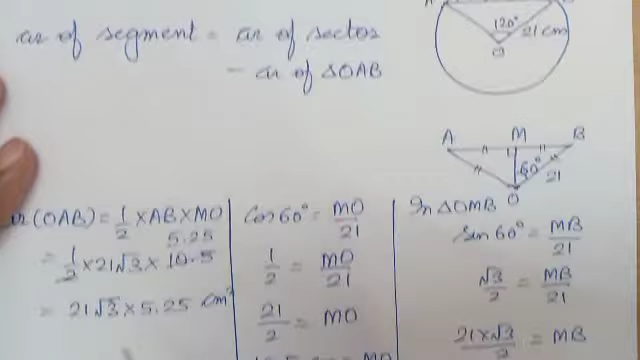 ar of segment = ar of sector
- ar of △OAB
120°
21 cm
O
A M B
60° 21
O
ar(OAB) = 1/2 × AB × MO
5.25
= 1/2 × 21√3 × 10.5
= 21√3 × 5.25 cm²
Cos 60° = MO/21
1/2 = MO/21
21/2 = MO
In △OMB
sin 60° = MB/21
√3/2 = MB/21
21×√3/2 = MB